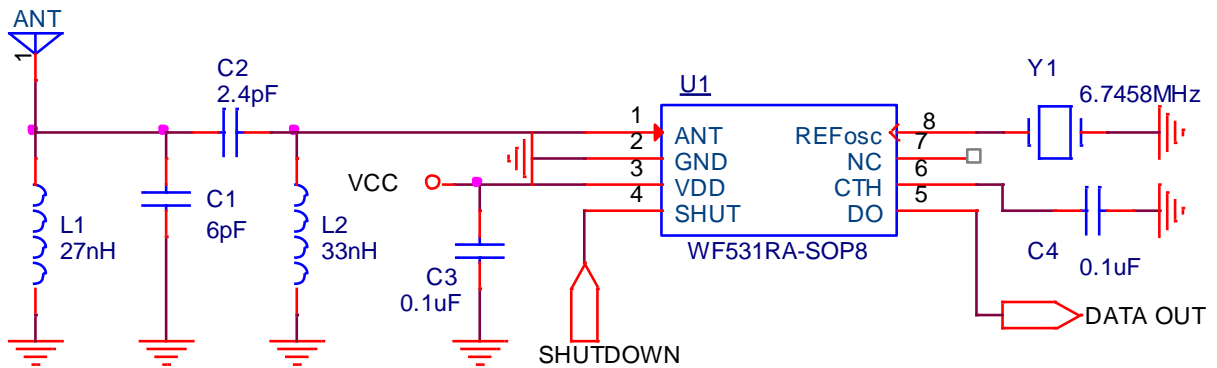 ANT
1
C2
2.4pF
L1
27nH
C1
6pF
L2
33nH
VCC
C3
0.1uF
SHUTDOWN
U1
1
2
3
4
ANT
GND
VDD
SHUT
REFosc
NC
CTH
DO
8
7
6
5
WF531RA-SOP8
Y1
6.7458MHz
C4
0.1uF
DATA OUT